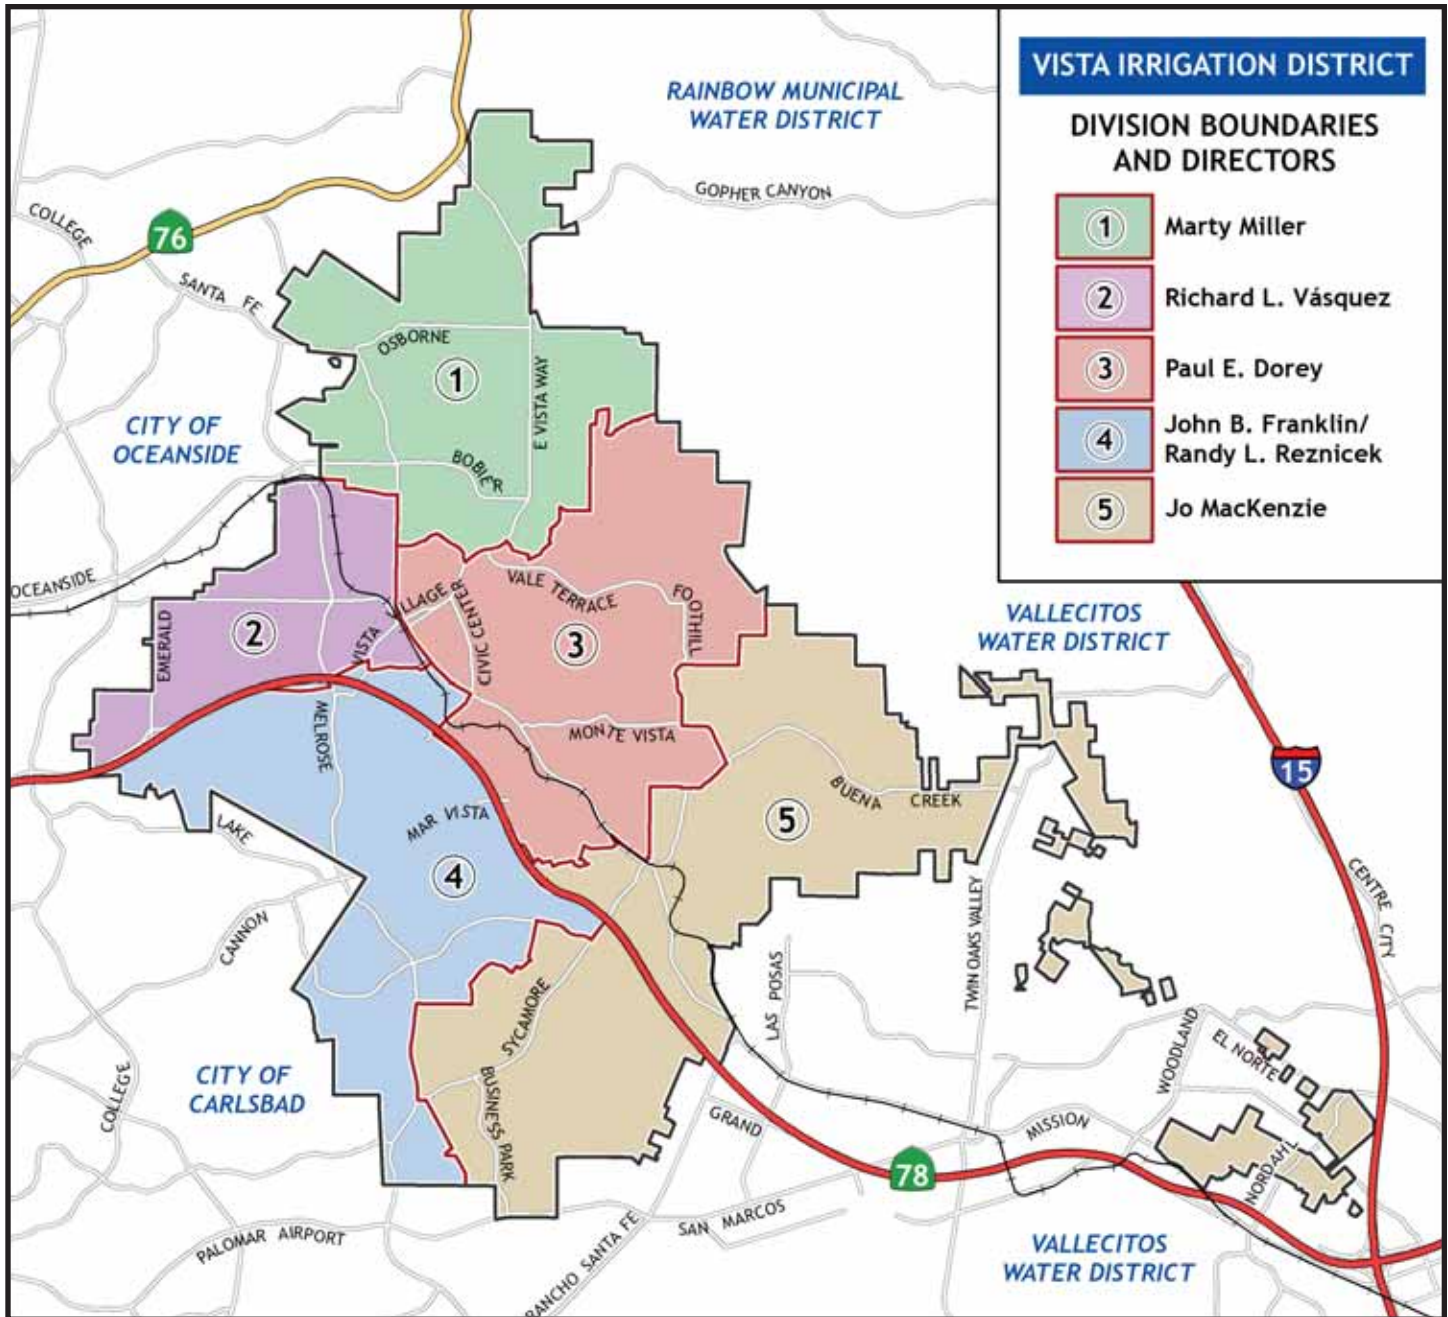 VISTA IRRIGATION DISTRICT
DIVISION BOUNDARIES
AND DIRECTORS
1 Marty Miller
2 Richard L. Vásquez
3 Paul E. Dorey
4 John B. Franklin/
Randy L. Reznicek
5 Jo MacKenzie
RAINBOW MUNICIPAL
WATER DISTRICT
GOPHER CANYON
COLLEGE
76
SANTA FE
OSBORNE
1
E VISTA WAY
CITY OF
OCEANSIDE
BOBIER
OCEANSIDE
EMERALD
2
VISTA VILLAGE
CIVIC CENTER
VALE TERRACE
FOOTHILL
3
VALLECITOS
WATER DISTRICT
MELROSE
MONTE VISTA
15
BUENA CREEK
5
MAR VISTA
LAKE
4
CANNON
TWIN OAKS VALLEY
CENTRE CITY
LAS POSAS
SYCAMORE
WOODLAND
EL NORTE
CITY OF
CARLSBAD
COLLEGE
BUSINESS PARK
GRAND
MISSION
78
NORDAHL
SAN MARCOS
PALOMAR AIRPORT
RANCHO SANTA FE
VALLECITOS
WATER DISTRICT